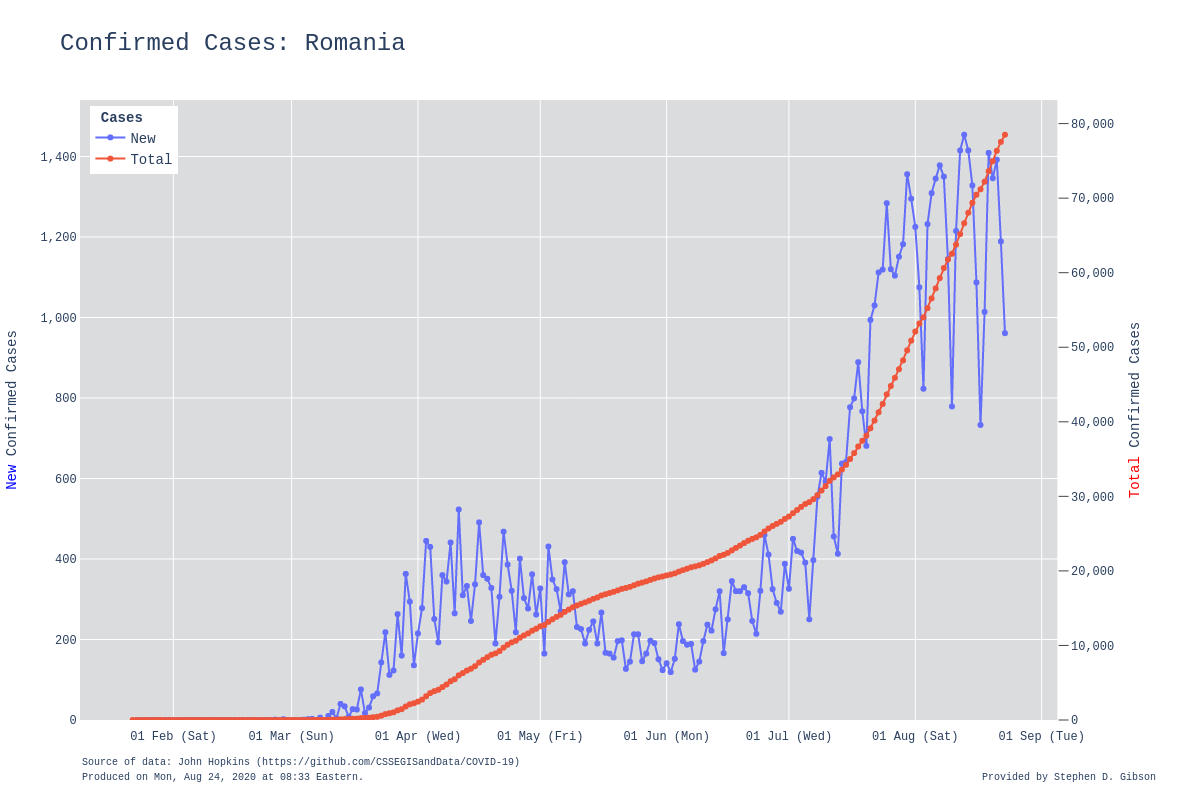 Confirmed Cases: Romania
Cases
New
Total
1,400
1,200
1,000
800
600
400
200
0
80,000
70,000
60,000
50,000
40,000
30,000
20,000
10,000
0
New Confirmed Cases
Total Confirmed Cases
01 Feb (Sat)
01 Mar (Sun)
01 Apr (Wed)
01 May (Fri)
01 Jun (Mon)
01 Jul (Wed)
01 Aug (Sat)
01 Sep (Tue)
Source of data: John Hopkins (https://github.com/CSSEGISandData/COVID-19)
Produced on Mon, Aug 24, 2020 at 08:33 Eastern.
Provided by Stephen D. Gibson